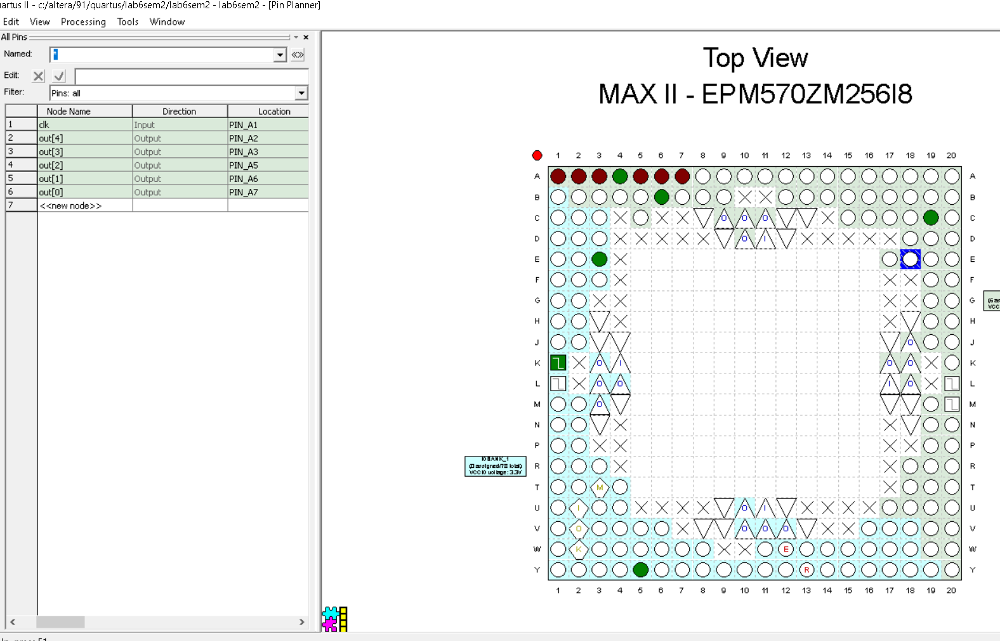 artus II - c:/altera/91/quartus/lab6sem2/lab6sem2 - lab6sem2 - [Pin Planner]
Edit View Processing Tools Window
All Pins
Named: *
Edit:
Filter: Pins: all
Node Name Direction Location
1 clk Input PIN_A1
2 out[4] Output PIN_A2
3 out[3] Output PIN_A3
4 out[2] Output PIN_A5
5 out[1] Output PIN_A6
6 out[0] Output PIN_A7
7 <<new node>>
Top View
MAX II - EPM570ZM256I8
1 2 3 4 5 6 7 8 9 10 11 12 13 14 15 16 17 18 19 20
A A
B B
C O O O C
D O I D
E E
F F
G G
H H
J O J
K O I O O K
L O O I O L
M O M
N N
P P
R R
T M T
U I O I U
V O O O O V
W K E W
Y R Y
1 2 3 4 5 6 7 8 9 10 11 12 13 14 15 16 17 18 19 20
IOBANK_1
(0 assigned/78 total)
VCCIO voltage: 3.3V
(6 as
VCC